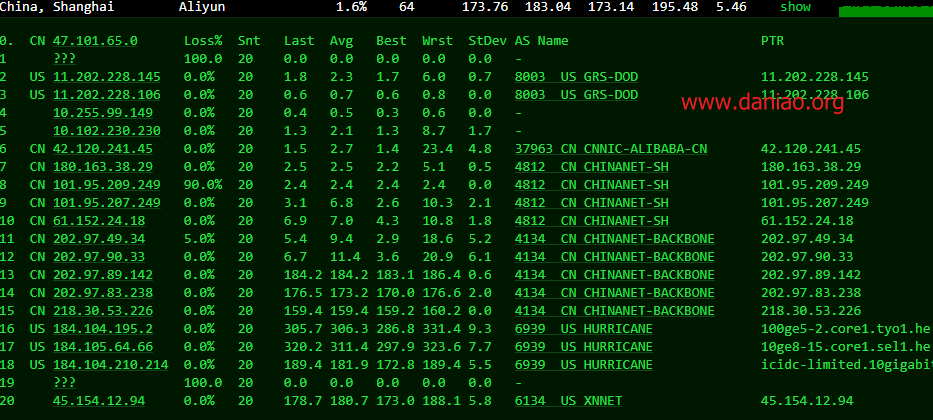 China, Shanghai Aliyun 1.6% 64 173.76 183.04 173.14 195.48 5.46 show
0. CN 47.101.65.0 Loss% Snt Last Avg Best Wrst StDev AS Name PTR
1 ??? 100.0 20 0.0 0.0 0.0 0.0 0.0 -
2 US 11.202.228.145 0.0% 20 1.8 2.3 1.7 6.0 0.7 8003 US GRS-DOD 11.202.228.145
3 US 11.202.228.106 0.0% 20 0.6 0.7 0.6 0.8 0.0 8003 US GRS-DOD 11.202.228.106
www.daniao.org
4 10.255.99.149 0.0% 20 0.4 0.5 0.3 0.6 0.0 -
5 10.102.230.230 0.0% 20 1.3 2.1 1.3 8.7 1.7 -
6 CN 42.120.241.45 0.0% 20 1.5 2.7 1.4 23.4 4.8 37963 CN CNNIC-ALIBABA-CN 42.120.241.45
7 CN 180.163.38.29 0.0% 20 2.5 2.5 2.2 5.1 0.5 4812 CN CHINANET-SH 180.163.38.29
8 CN 101.95.209.249 90.0% 20 2.4 2.4 2.4 2.4 0.0 4812 CN CHINANET-SH 101.95.209.249
9 CN 101.95.207.249 0.0% 20 3.1 6.8 2.6 10.3 2.1 4812 CN CHINANET-SH 101.95.207.249
10 CN 61.152.24.18 0.0% 20 6.9 7.0 4.3 10.8 1.8 4812 CN CHINANET-SH 61.152.24.18
11 CN 202.97.49.34 5.0% 20 5.4 9.4 2.9 18.6 5.2 4134 CN CHINANET-BACKBONE 202.97.49.34
12 CN 202.97.90.33 0.0% 20 6.7 11.4 3.6 20.9 6.1 4134 CN CHINANET-BACKBONE 202.97.90.33
13 CN 202.97.89.142 0.0% 20 184.2 184.2 183.1 186.4 0.6 4134 CN CHINANET-BACKBONE 202.97.89.142
14 CN 202.97.83.238 0.0% 20 176.5 173.2 170.0 176.6 2.0 4134 CN CHINANET-BACKBONE 202.97.83.238
15 CN 218.30.53.226 0.0% 20 159.4 159.4 159.2 160.2 0.0 4134 CN CHINANET-BACKBONE 218.30.53.226
16 US 184.104.195.2 0.0% 20 305.7 306.3 286.8 331.4 9.3 6939 US HURRICANE 100ge5-2.core1.tyo1.he
17 US 184.105.64.66 0.0% 20 320.2 311.4 297.9 323.6 7.7 6939 US HURRICANE 10ge8-15.core1.sel1.he
18 US 184.104.210.214 0.0% 20 189.4 181.9 172.8 189.4 5.5 6939 US HURRICANE icidc-limited.10gigabit
19 ??? 100.0 20 0.0 0.0 0.0 0.0 0.0 -
20 45.154.12.94 0.0% 20 178.7 180.7 173.0 188.1 5.8 6134 US XNNET 45.154.12.94